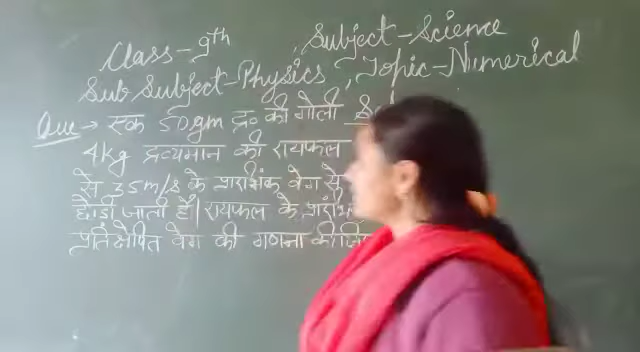 Class-9th, Subject-Science
Sub Subject-Physics, Topic-Numerical
Que → एक 50gm द्र० की गोली
4kg द्रव्यमान की रायफल
से 35m/s के प्रारंभिक वेग से
छोडी जाती है। रायफल के
प्रतिक्षेपित वेग की गणना